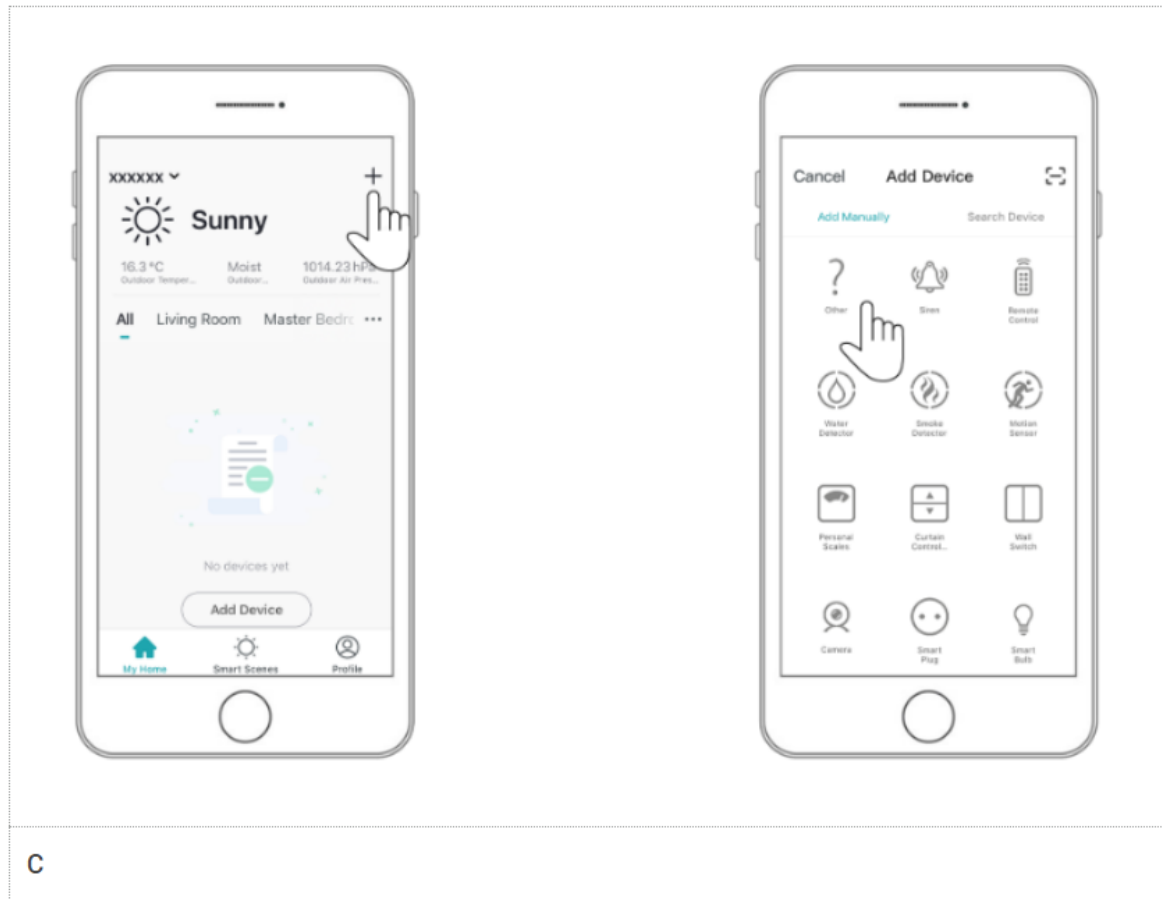 xxxxxx
Sunny
16.3 °C Moist 1014.23 hPa
Outdoor Temper... Outdoor... Outdoor Air Pres...
All Living Room Master Bedro ...
No devices yet
Add Device
My Home Smart Scenes Profile
Cancel Add Device
Add Manually Search Device
Other Siren Remote
Control
Water Smoke Motion
Detector Detector Sensor
Personal Curtain Wall
Scales Control... Switch
Camera Smart Smart
Plug Bulb
C